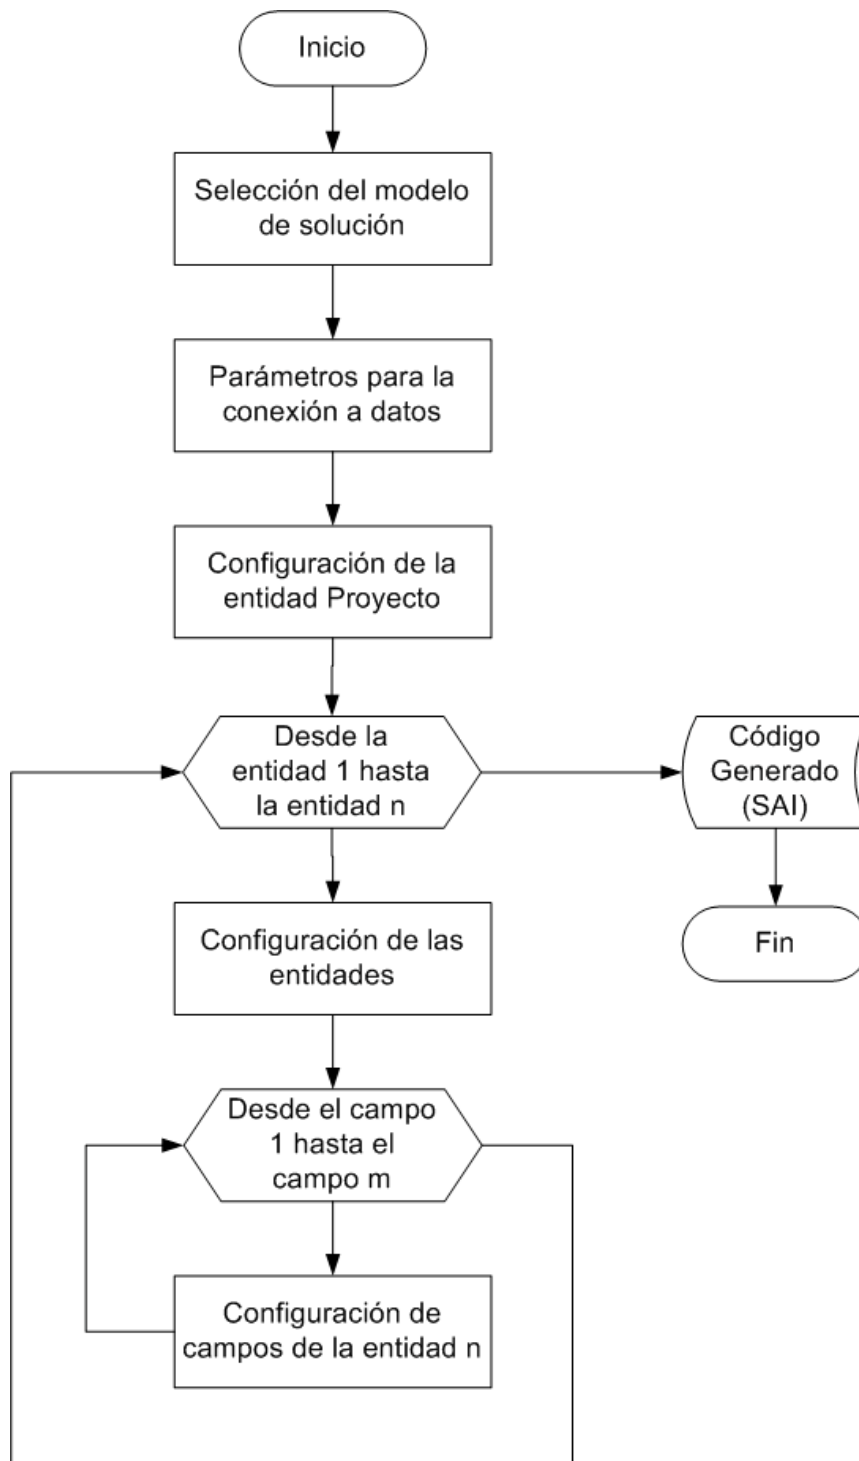 Inicio
Selección del modelo
de solución
Parámetros para la
conexión a datos
Configuración de la
entidad Proyecto
Desde la
entidad 1 hasta
la entidad n
Código
Generado
(SAI)
Fin
Configuración de las
entidades
Desde el campo
1 hasta el
campo m
Configuración de
campos de la entidad n